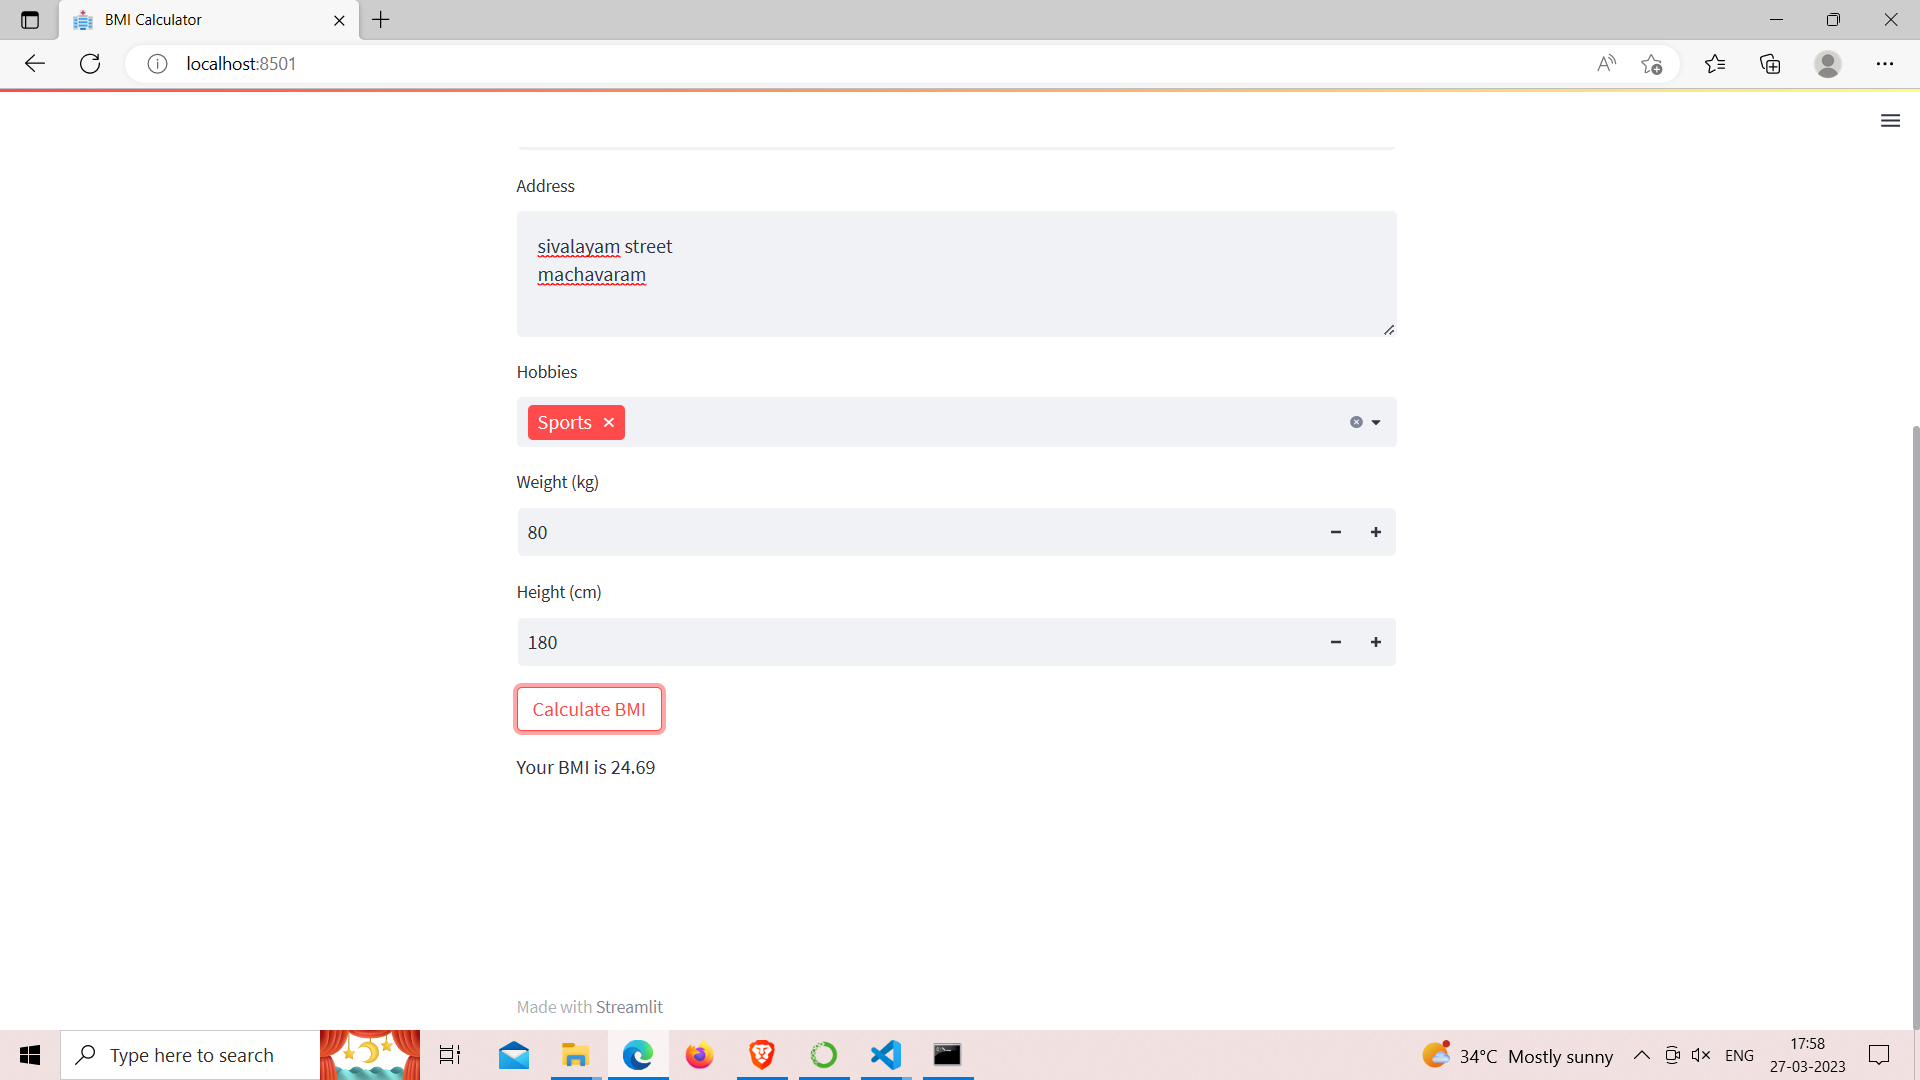 BMI Calculator
localhost:8501
Address
sivalayam street
machavaram
Hobbies
Sports
Weight (kg)
80
Height (cm)
180
Calculate BMI
Your BMI is 24.69
Made with Streamlit
Type here to search
34°C Mostly sunny
ENG
17:58
27-03-2023